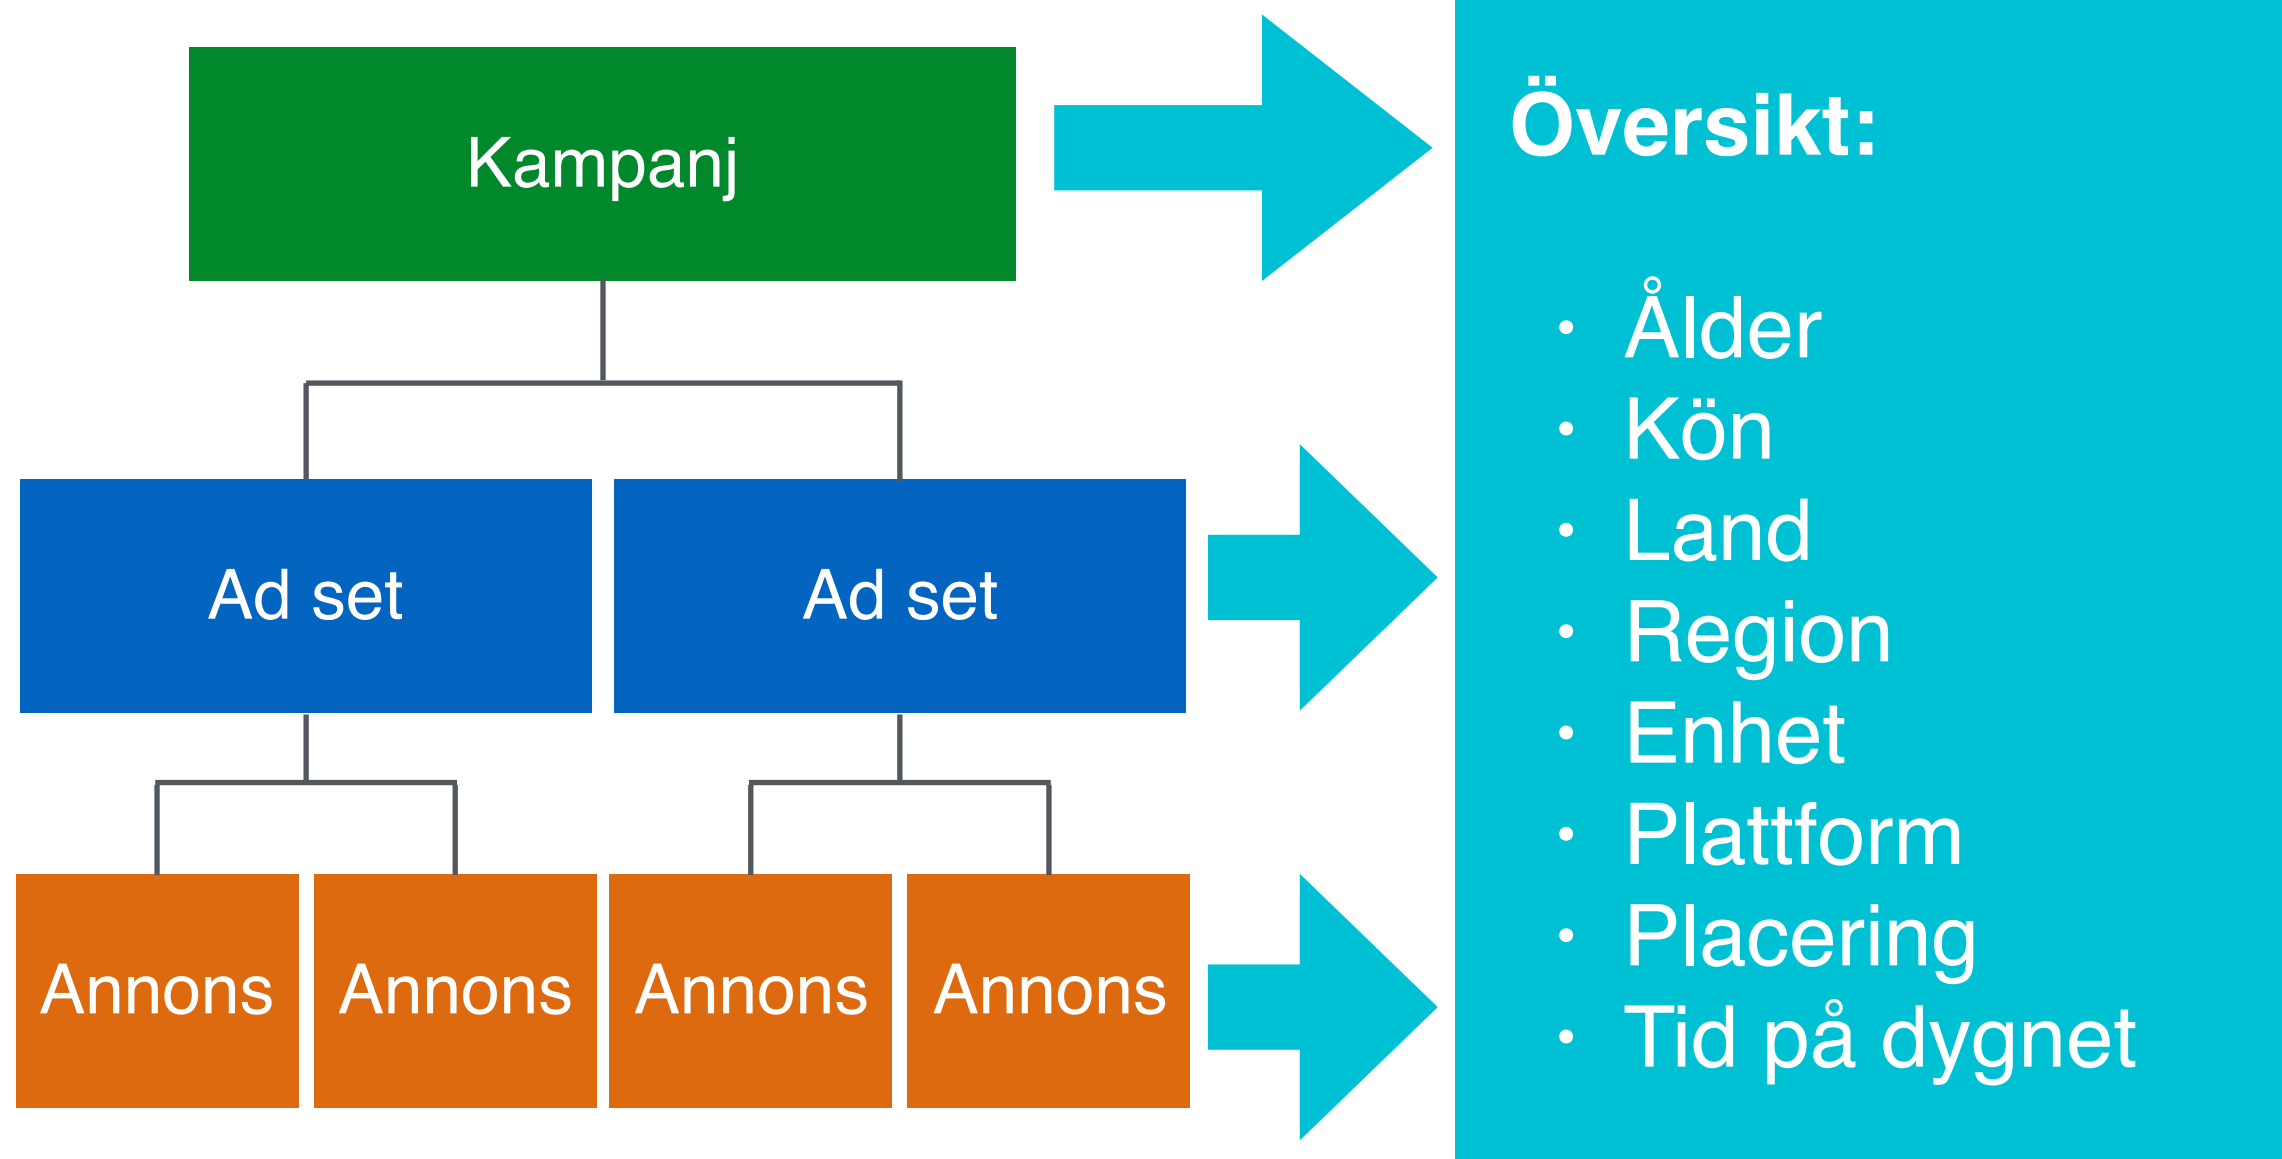 Kampanj
Ad set
Ad set
Annons
Annons
Annons
Annons
Översikt:
• Ålder
• Kön
• Land
• Region
• Enhet
• Plattform
• Placering
• Tid på dygnet